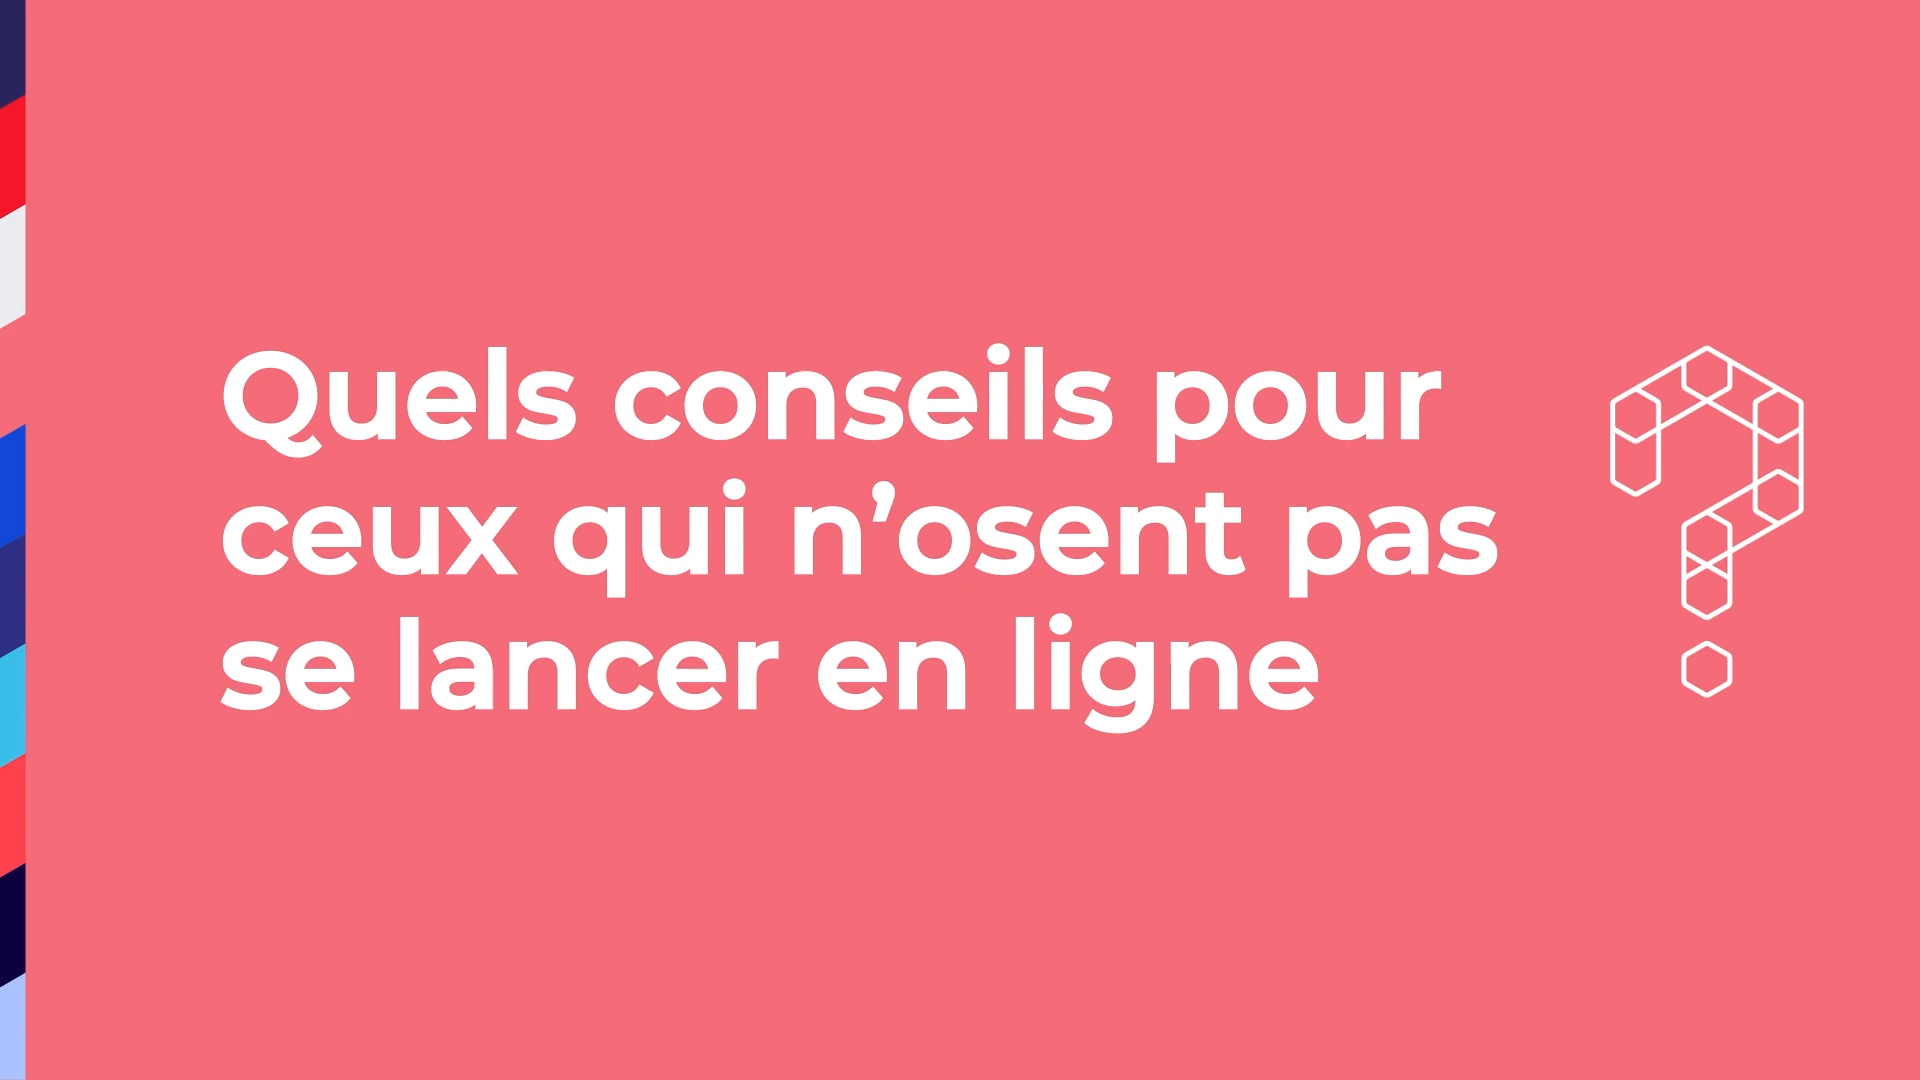 Quels conseils pour
ceux qui n’osent pas
se lancer en ligne ?